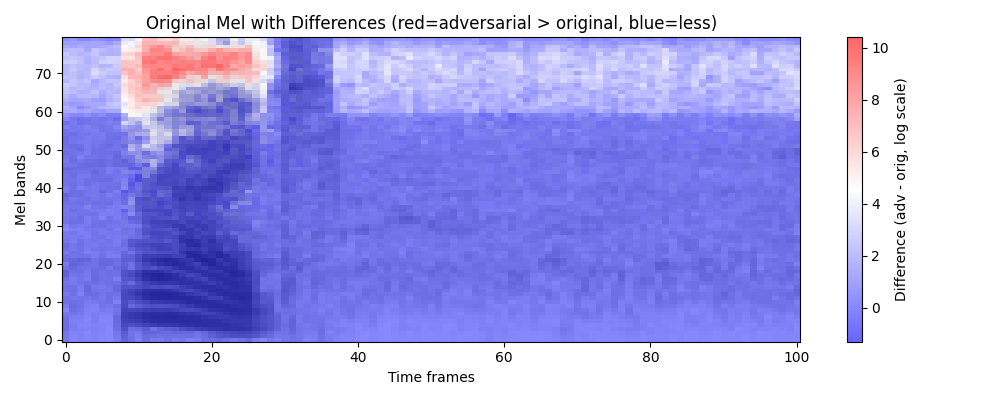 Original Mel with Differences (red=adversarial > original, blue=less)
Mel bands
70
60
50
40
30
20
10
0
0 20 40 60 80 100
Time frames
10
8
6
4
2
0
Difference (adv - orig, log scale)